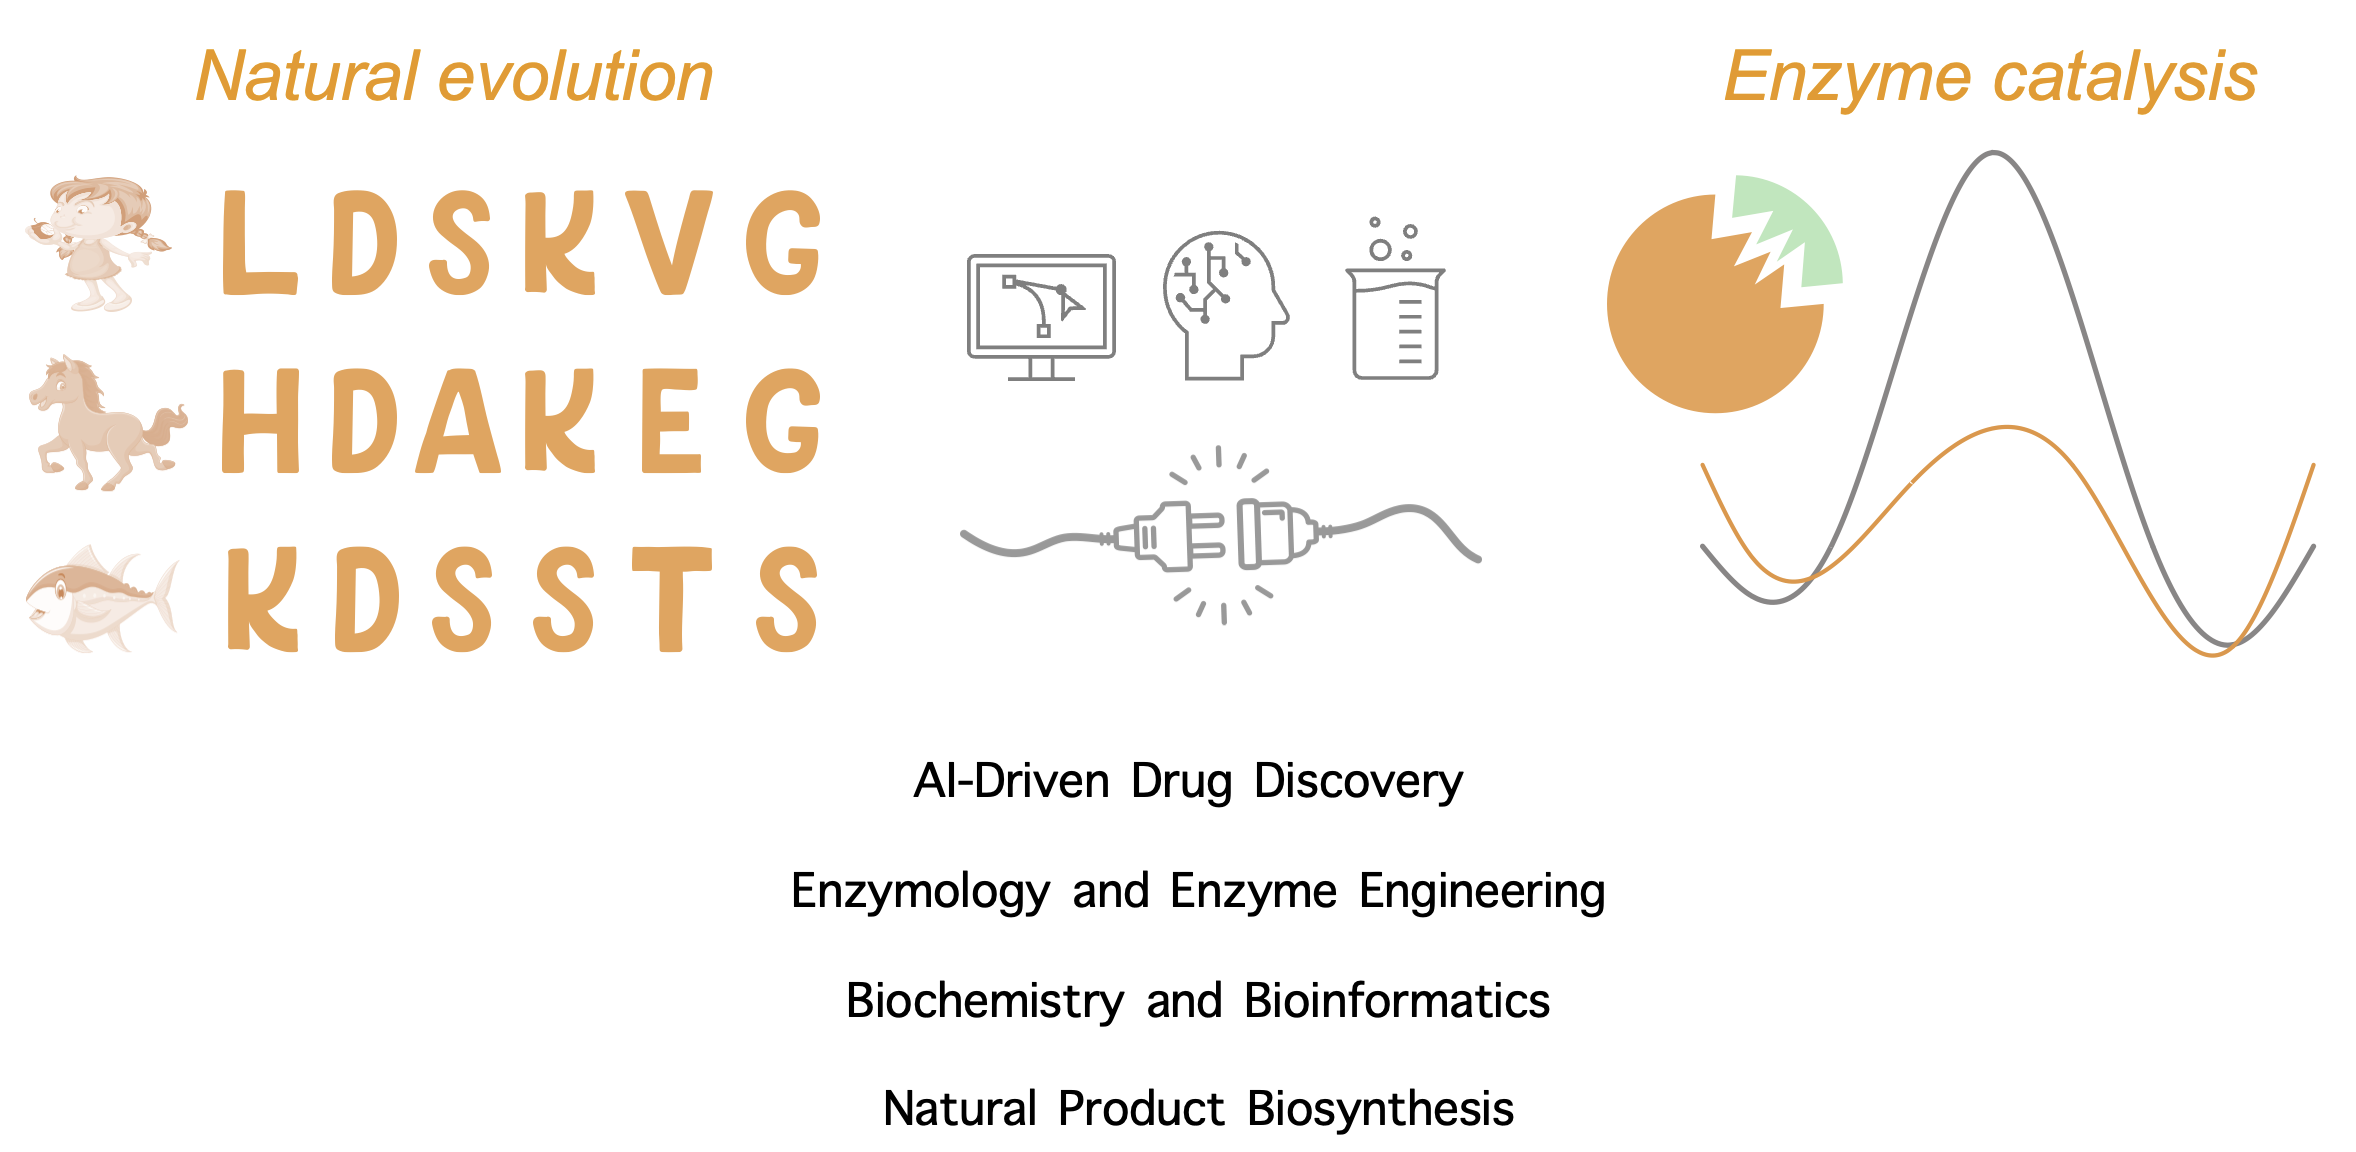 Natural evolution
Enzyme catalysis
LDSKVG
HDAKEG
KDSSTS
AI-Driven Drug Discovery
Enzymology and Enzyme Engineering
Biochemistry and Bioinformatics
Natural Product Biosynthesis